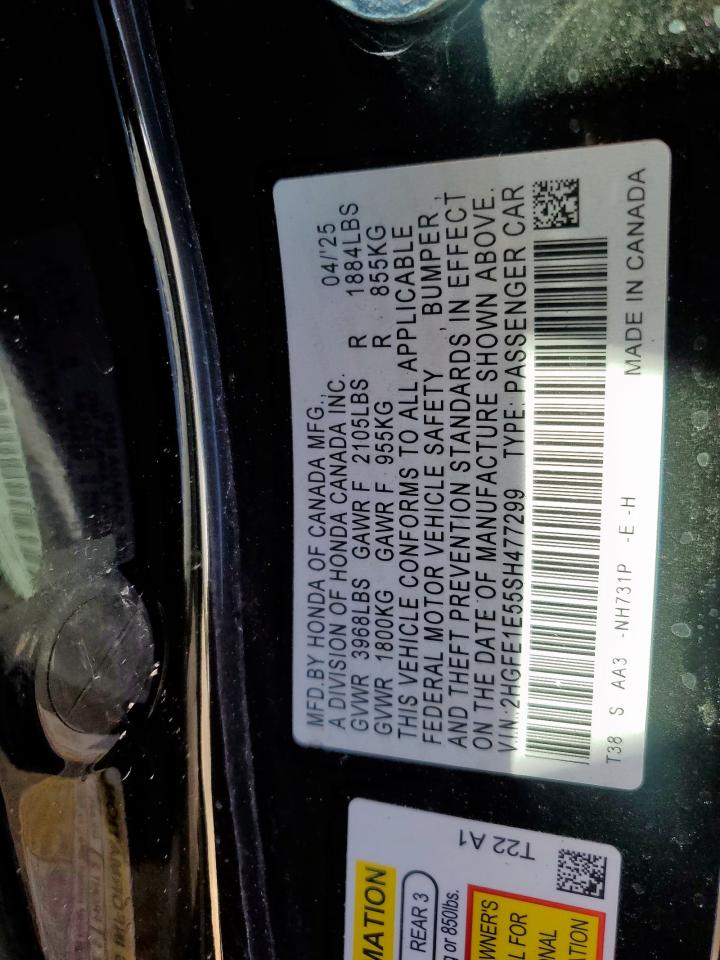 MFD.BY HONDA OF CANADA MFG., 04/'25
A DIVISION OF HONDA CANADA INC.
GVWR 3968LBS GAWR F 2105LBS R 1884LBS
GVWR 1800KG GAWR F 955KG R 855KG
THIS VEHICLE CONFORMS TO ALL APPLICABLE
FEDERAL MOTOR VEHICLE SAFETY, BUMPER,
AND THEFT PREVENTION STANDARDS IN EFFECT
ON THE DATE OF MANUFACTURE SHOWN ABOVE.
V.I.N.:2HGFE1E55SH477299 TYPE: PASSENGER CAR
T38 S AA3 -NH731P -E -H MADE IN CANADA
T22 A1
MATION
REAR 3
g or 850lbs.
WNER'S
L FOR
NAL
TION